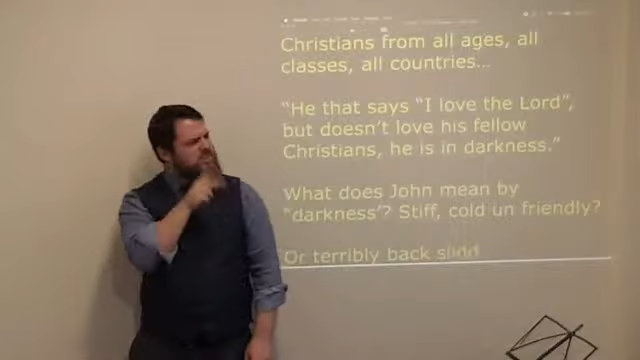 Christians from all ages, all
classes, all countries...
"He that says "I love the Lord",
but doesn't love his fellow
Christians, he is in darkness."
What does John mean by
"darkness'? Stiff, cold un friendly?
Or terribly back